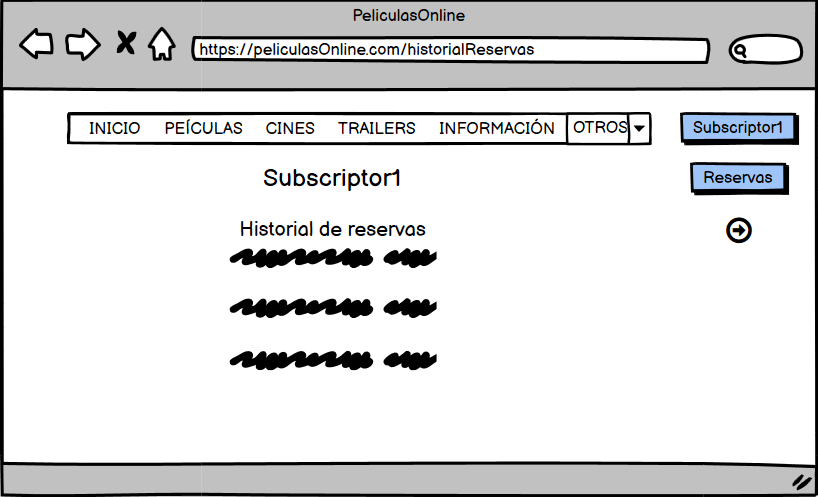 PeliculasOnline
https://peliculasOnline.com/historialReservas
INICIO PEÍCULAS CINES TRAILERS INFORMACIÓN OTROS Subscriptor1
Subscriptor1 Reservas
Historial de reservas